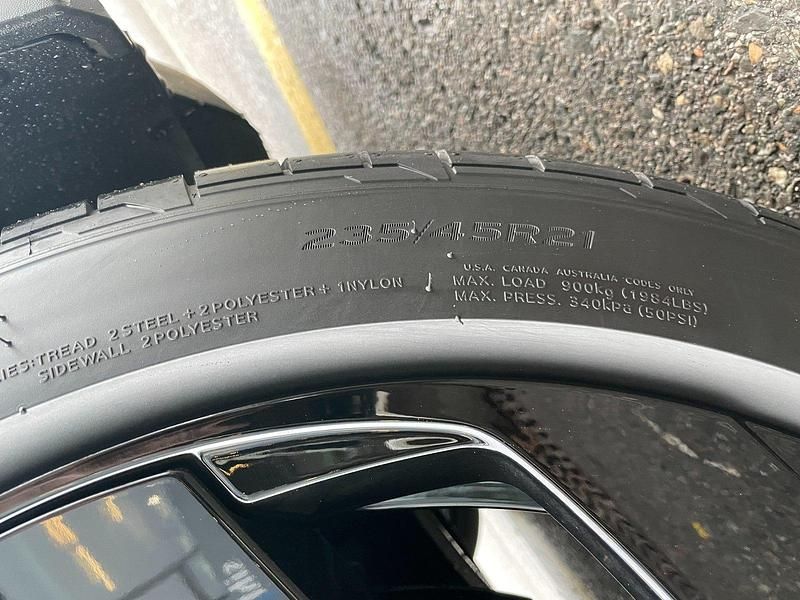 235/45R21
U.S.A. CANADA AUSTRALIA CODES ONLY
MAX. LOAD 900kg (1984LBS)
MAX. PRESS. 340kPa (50PSI)
IES:TREAD 2STEEL+2POLYESTER+1NYLON
SIDEWALL 2POLYESTER